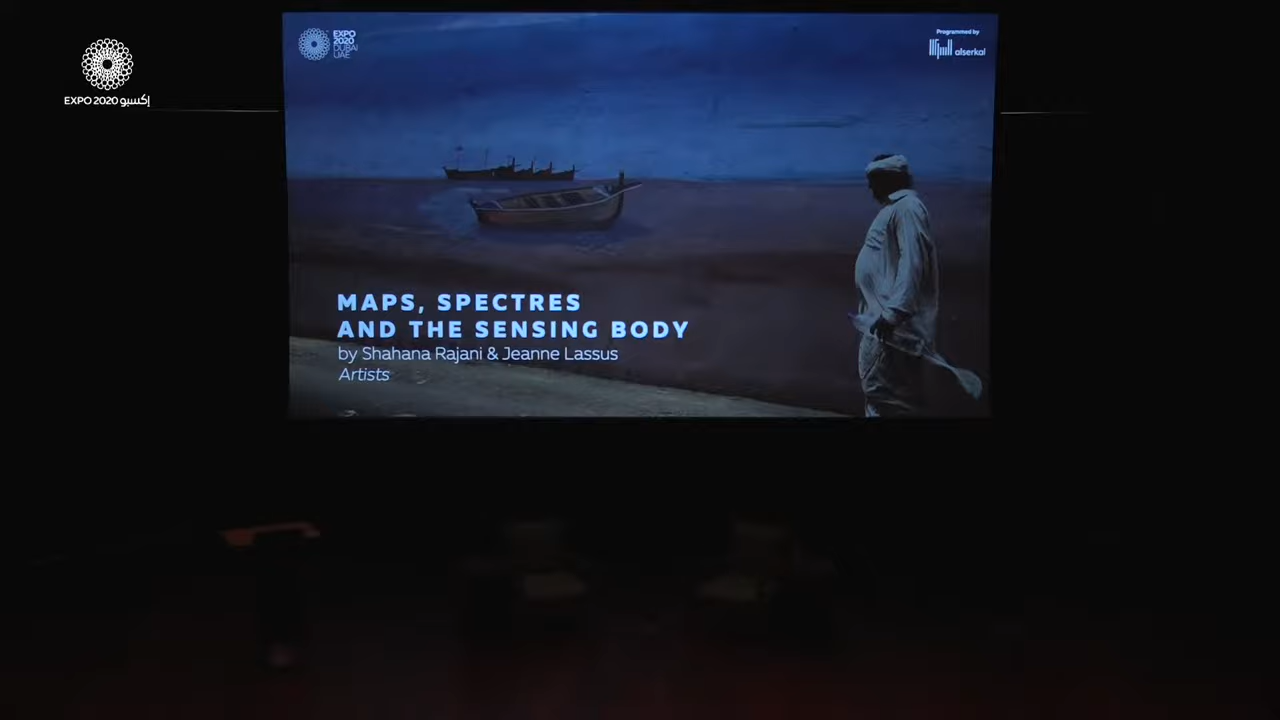 EXPO 2020 إكسبو
EXPO
2020
DUBAI
UAE
Programmed by
alserkal
MAPS, SPECTRES
AND THE SENSING BODY
by Shahana Rajani & Jeanne Lassus
Artists